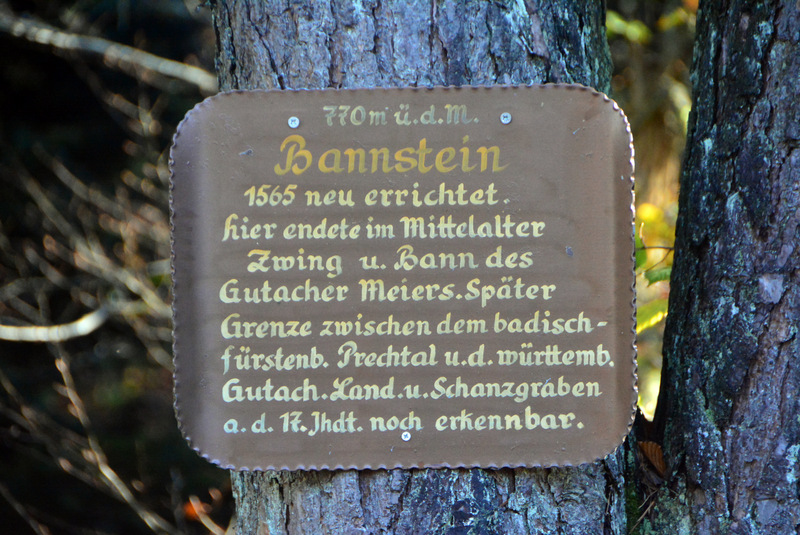 770m ü.d.M.
Bannstein
1565 neu errichtet.
hier endete im Mittelalter
Zwing u. Bann des
Gutacher Meiers. Später
Grenze zwischen dem badisch-
fürstenb. Prechtal u.d. württemb.
Gutach. Land. u. Schanzgraben
a.d. 17. Jhdt. noch erkennbar.